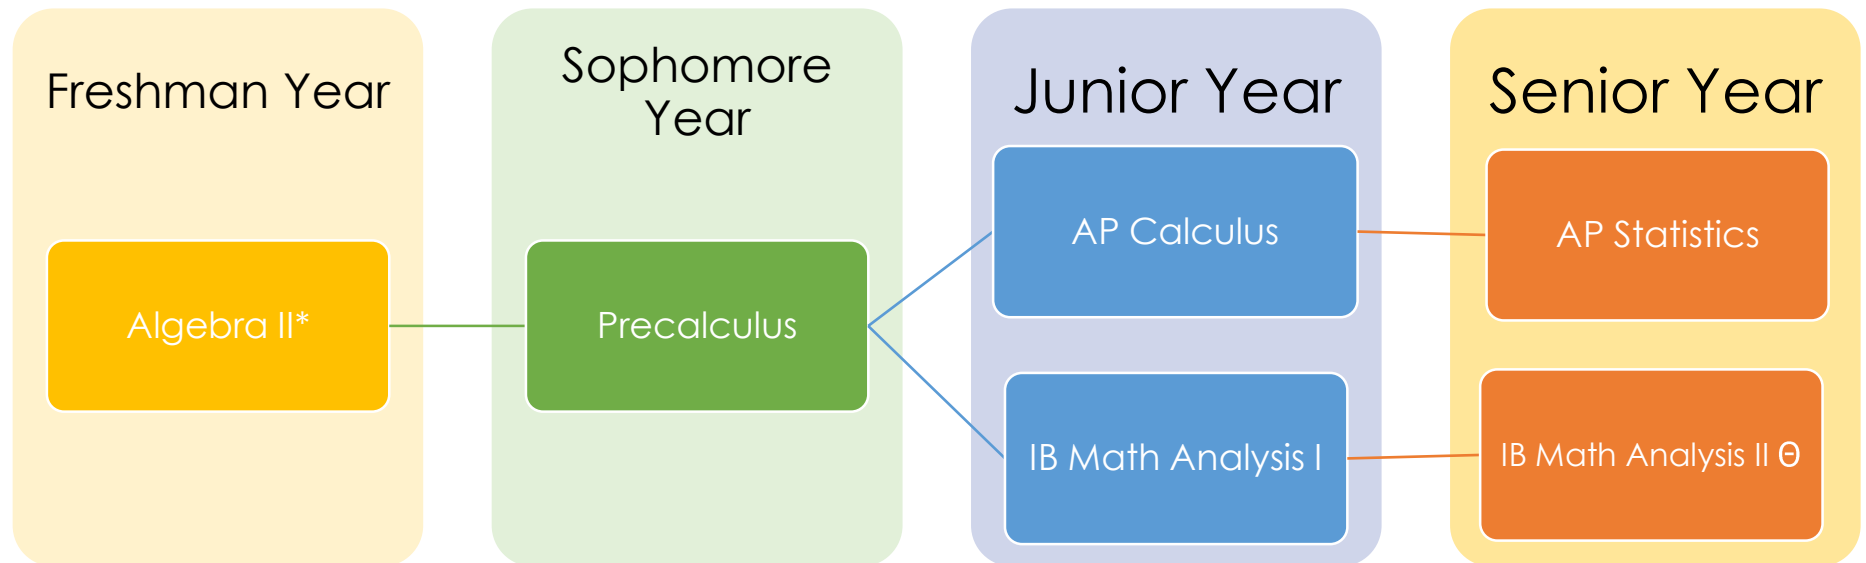 Freshman Year
Algebra II*
Sophomore
Year
Precalculus
Junior Year
AP Calculus
IB Math Analysis I
Senior Year
AP Statistics
IB Math Analysis II Θ